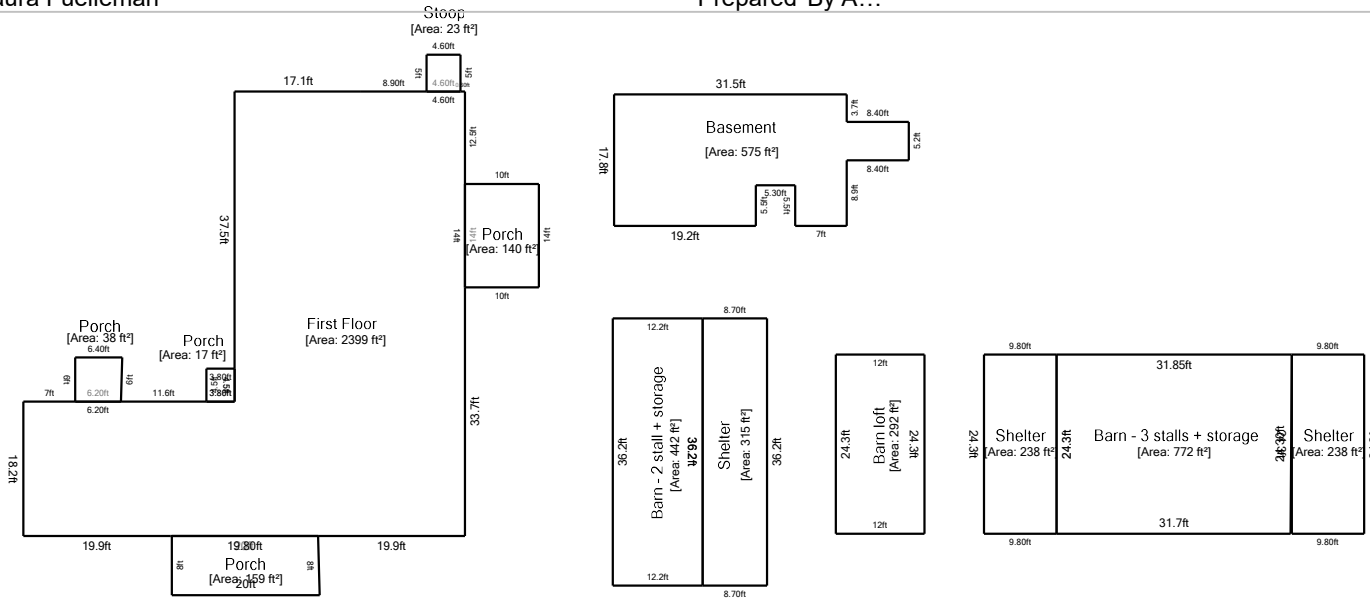 Prepared By A...
Stoop
[Area: 23 ft²]
4.60ft
5ft
5ft
4.60ft
17.1ft
8.90ft
4.60ft
12.5ft
37.5ft
10ft
14ft
14ft
Porch
[Area: 140 ft²]
14ft
10ft
First Floor
[Area: 2399 ft²]
Porch
[Area: 38 ft²]
6.40ft
6ft
6ft
6.20ft
6.20ft
7ft
11.6ft
Porch
[Area: 17 ft²]
3.80ft
3.80ft
33.7ft
18.2ft
19.9ft
19.80ft
19.9ft
8ft
8ft
Porch
[Area: 159 ft²]
20ft
31.5ft
Basement
[Area: 575 ft²]
17.8ft
3.7ft
8.40ft
5.2ft
8.40ft
8.9ft
5.30ft
5.5ft
5.5ft
19.2ft
7ft
12.2ft
36.2ft
Barn - 2 stall + storage
[Area: 442 ft²]
36.2ft
12.2ft
8.70ft
Shelter
[Area: 315 ft²]
36.2ft
8.70ft
12ft
24.3ft
Barn loft
[Area: 292 ft²]
24.3ft
12ft
9.80ft
24.3ft
Shelter
[Area: 238 ft²]
24.3ft
9.80ft
31.85ft
Barn - 3 stalls + storage
[Area: 772 ft²]
31.7ft
9.80ft
Shelter
[Area: 238 ft²]
9.80ft